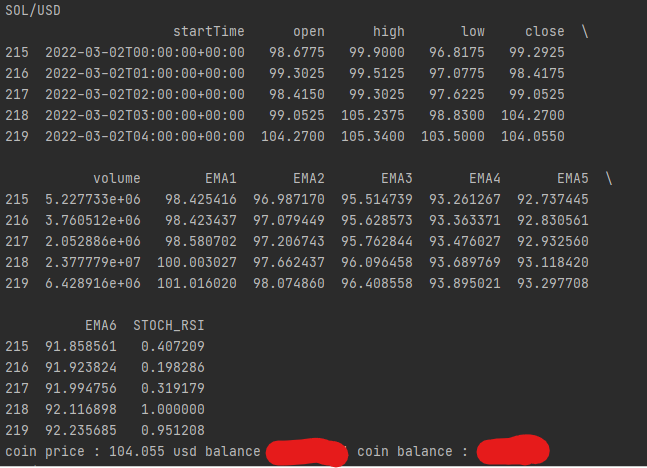 SOL/USD
startTime open high low close \
215 2022-03-02T00:00:00+00:00 98.6775 99.9000 96.8175 99.2925
216 2022-03-02T01:00:00+00:00 99.3025 99.5125 97.0775 98.4175
217 2022-03-02T02:00:00+00:00 98.4150 99.3025 97.6225 99.0525
218 2022-03-02T03:00:00+00:00 99.0525 105.2375 98.8300 104.2700
219 2022-03-02T04:00:00+00:00 104.2700 105.3400 103.5000 104.0550
volume EMA1 EMA2 EMA3 EMA4 EMA5 \
215 5.227733e+06 98.425416 96.987170 95.514739 93.261267 92.737445
216 3.760512e+06 98.423437 97.079449 95.628573 93.363371 92.830561
217 2.052886e+06 98.580702 97.206743 95.762844 93.476027 92.932560
218 2.377779e+07 100.003027 97.662437 96.096458 93.689769 93.118420
219 6.428916e+06 101.016020 98.074860 96.408558 93.895021 93.297708
EMA6 STOCH_RSI
215 91.858561 0.407209
216 91.923824 0.198286
217 91.994756 0.319179
218 92.116898 1.000000
219 92.235685 0.951208
coin price : 104.055 usd balance coin balance :